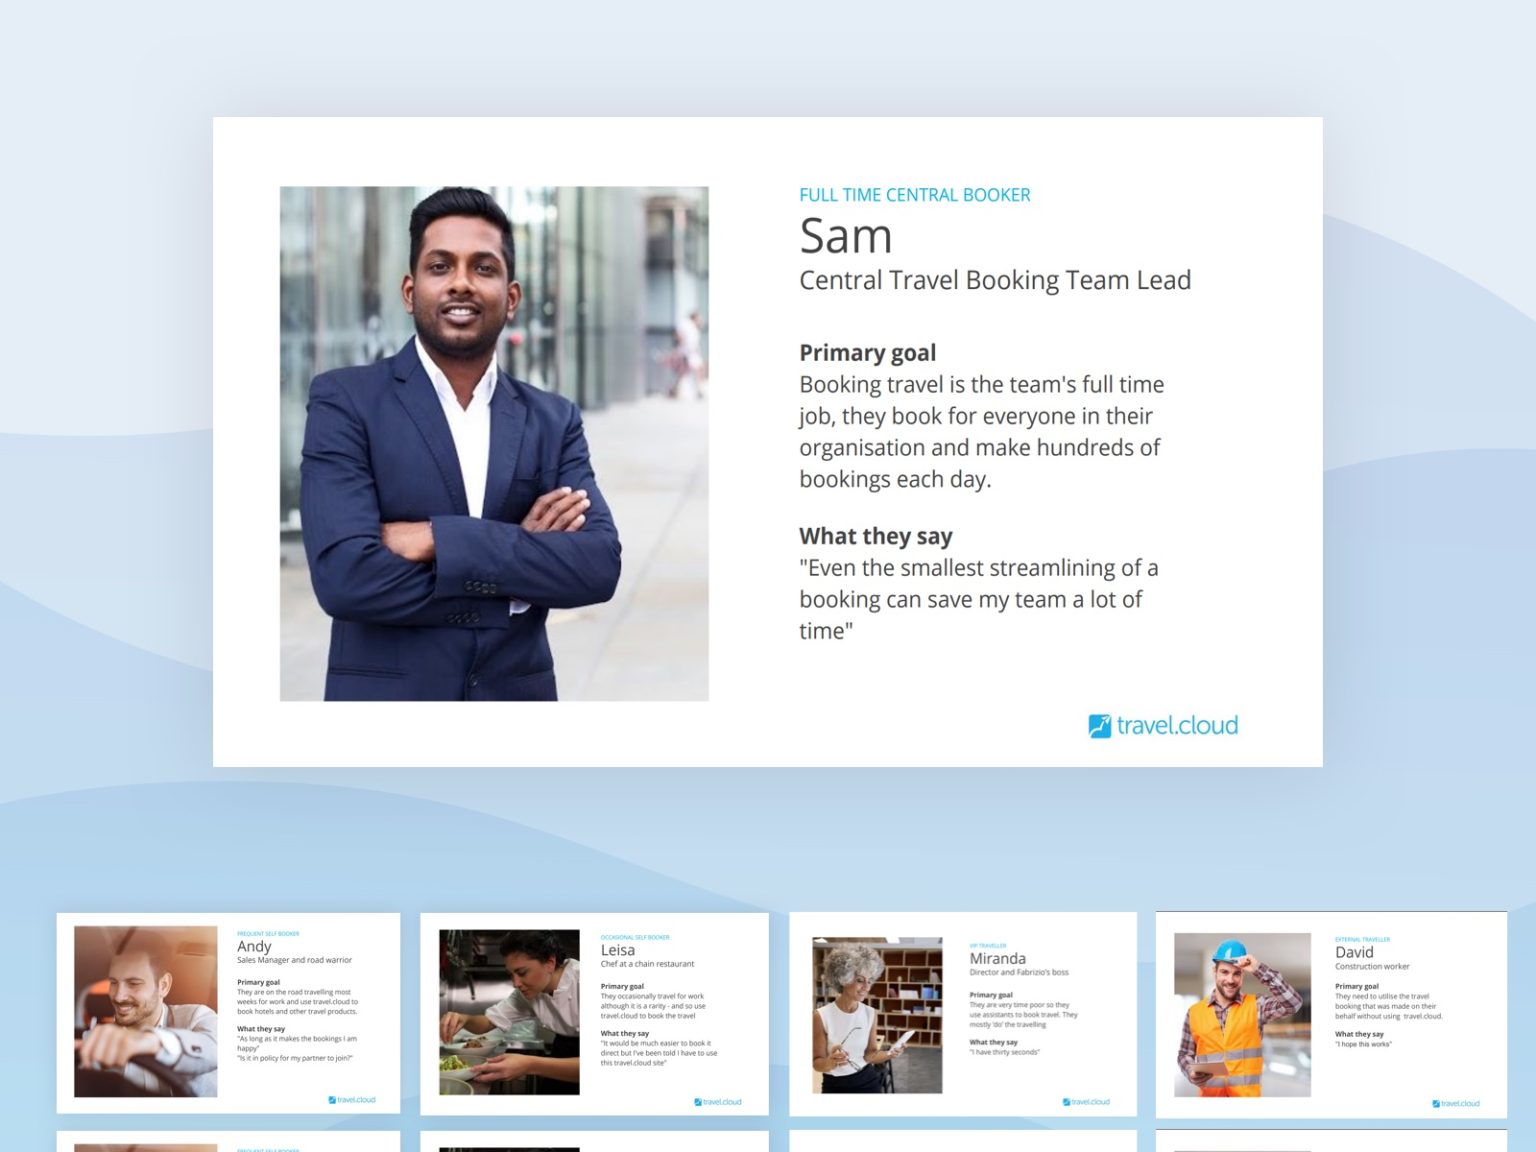 FULL TIME CENTRAL BOOKER
Sam
Central Travel Booking Team Lead
Primary goal
Booking travel is the team's full time
job, they book for everyone in their
organisation and make hundreds of
bookings each day.
What they say
"Even the smallest streamlining of a
booking can save my team a lot of
time"
travel.cloud
FREQUENT SELF BOOKER
Andy
Sales Manager and road warrior
Primary goal
They are on the road travelling most
weeks for work and use travel.cloud to
book hotels and other travel products.
What they say
"As long as it makes the bookings I am
happy"
"Is it in policy for my partner to join?"
travel.cloud
OCCASIONAL SELF BOOKER
Leisa
Chef at a chain restaurant
Primary goal
They occasionally travel for work
although it is a rarity - and so use
travel.cloud to book the travel
What they say
"It would be much easier to book it
direct but I've been told I have to use
this travel.cloud site"
travel.cloud
VIP TRAVELLER
Miranda
Director and Fabrizio's boss
Primary goal
They are very time poor so they
use assistants to book travel. They
mostly 'do' the travelling
What they say
"I have thirty seconds"
travel.cloud
EXTERNAL TRAVELLER
David
Construction worker
Primary goal
They need to utilise the travel
booking that was made on their
behalf without using travel.cloud.
What they say
"I hope this works"
travel.cloud
FREQUENT SELF BOOKER